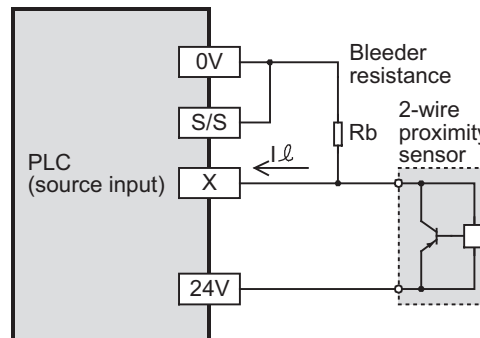 0V
Bleeder
resistance
S/S
2-wire
proximity
sensor
Rb
Iℓ
PLC
(source input)
X
24V